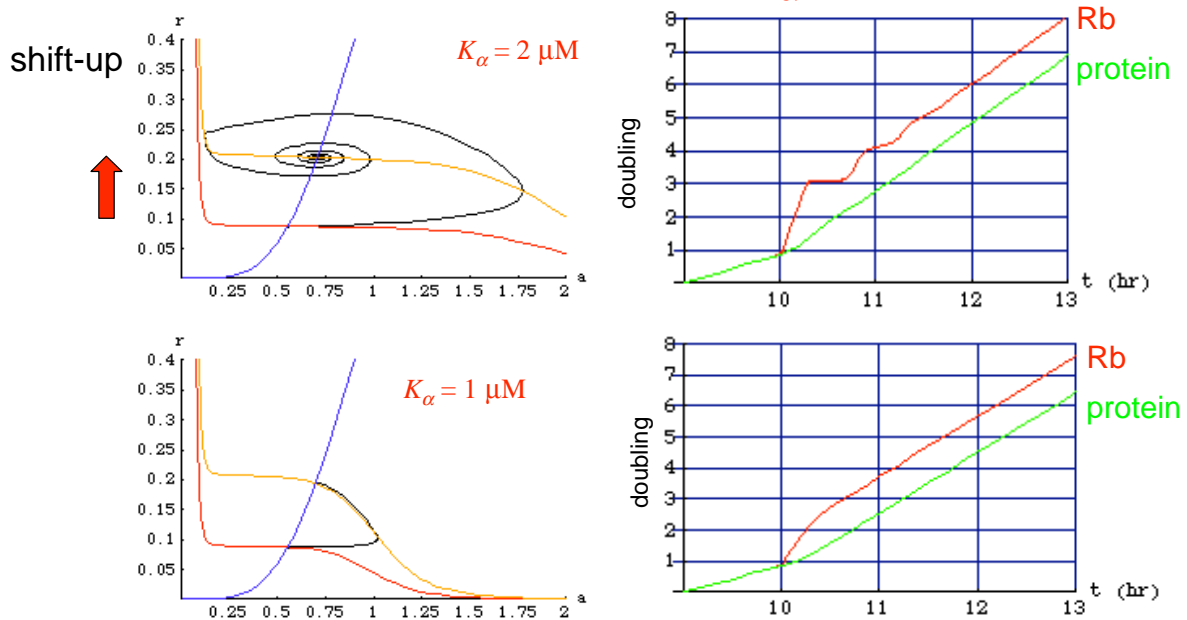 shift-up
r
0.4
0.35
0.3
0.25
0.2
0.15
0.1
0.05
0.25 0.5 0.75 1 1.25 1.5 1.75 2
a
Kα = 2 μM
doubling
8
7
6
5
4
3
2
1
10 11 12 13
t (hr)
Rb
protein
r
0.4
0.35
0.3
0.25
0.2
0.15
0.1
0.05
0.25 0.5 0.75 1 1.25 1.5 1.75 2
a
Kα = 1 μM
doubling
8
7
6
5
4
3
2
1
10 11 12 13
t (hr)
Rb
protein